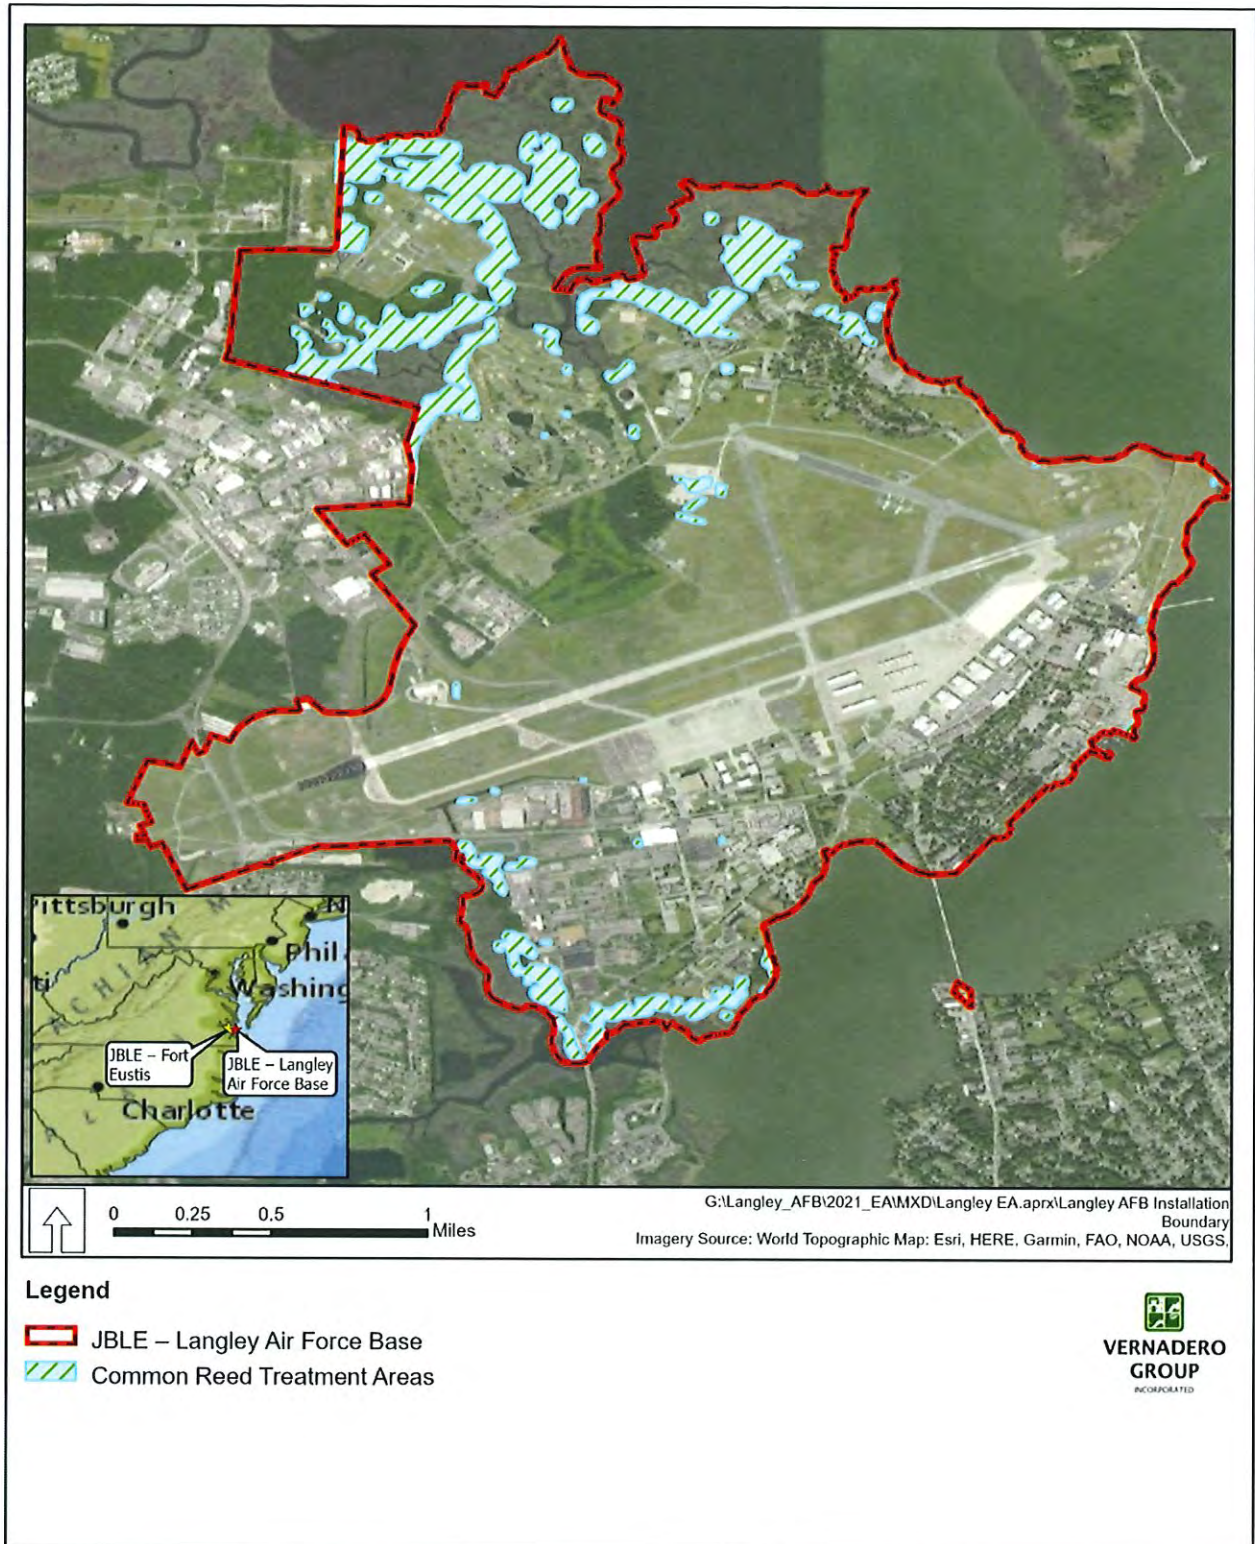 Pittsburgh
N
Phil
Washing
ACHIAN
M
A L
JBLE – Fort
Eustis
JBLE – Langley
Air Force Base
Charlotte
0 0.25 0.5 1
Miles
G:\Langley_AFB\2021_EA\MXD\Langley EA.aprx\Langley AFB Installation
Boundary
Imagery Source: World Topographic Map: Esri, HERE, Garmin, FAO, NOAA, USGS,
Legend
JBLE – Langley Air Force Base
Common Reed Treatment Areas
VERNADERO
GROUP
INCORPORATED